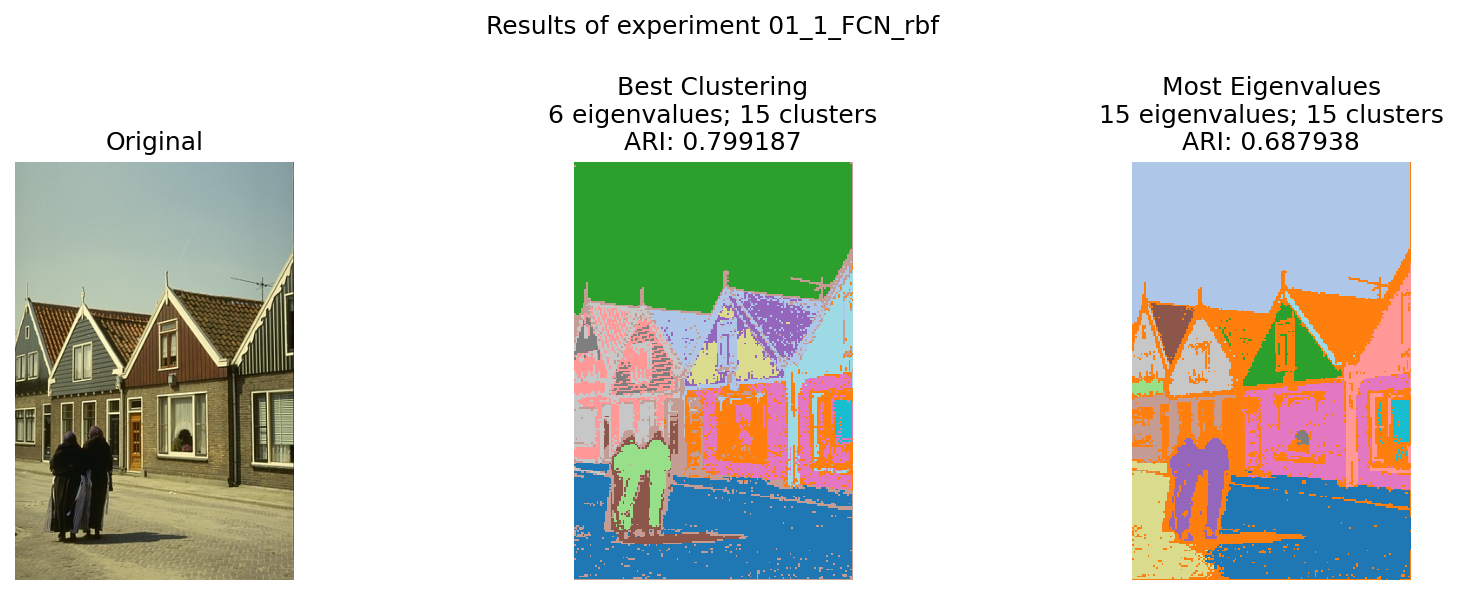 Results of experiment 01_1_FCN_rbf
Original
Best Clustering
6 eigenvalues; 15 clusters
ARI: 0.799187
Most Eigenvalues
15 eigenvalues; 15 clusters
ARI: 0.687938